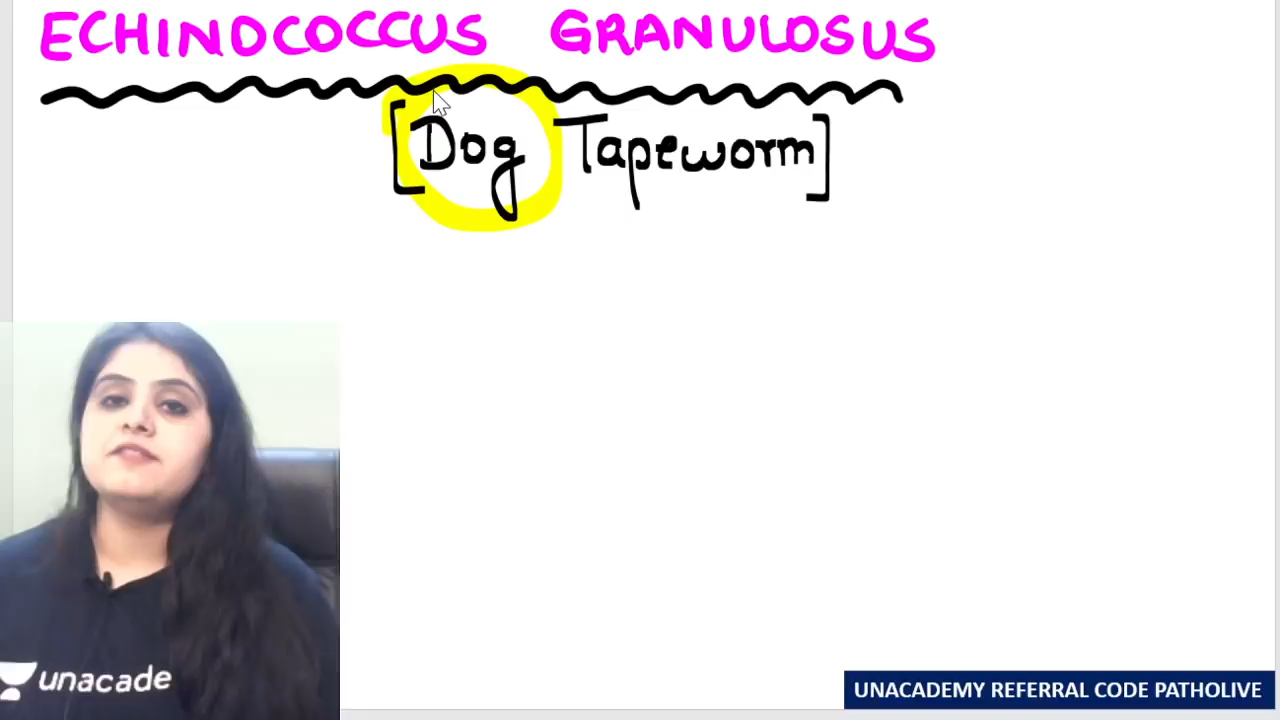 ECHINOCOCCUS GRANULOSUS
[Dog Tapeworm]
unacade
UNACADEMY REFERRAL CODE PATHOLIVE